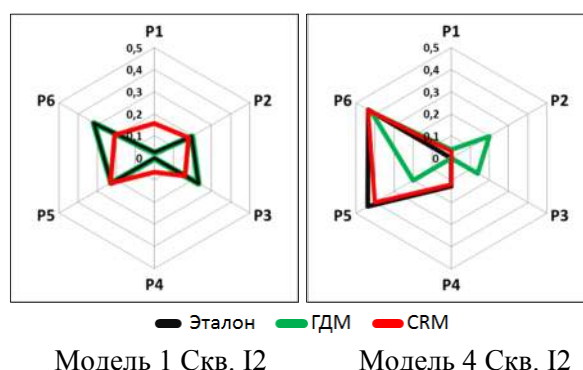 P1
0,5
0,4
0,3
0,2
0,1
0
P2
P3
P4
P5
P6
P1
0,5
0,4
0,3
0,2
0,1
0
P2
P3
P4
P5
P6
Эталон ГДМ CRM
Модель 1 Скв. I2
Модель 4 Скв. I2